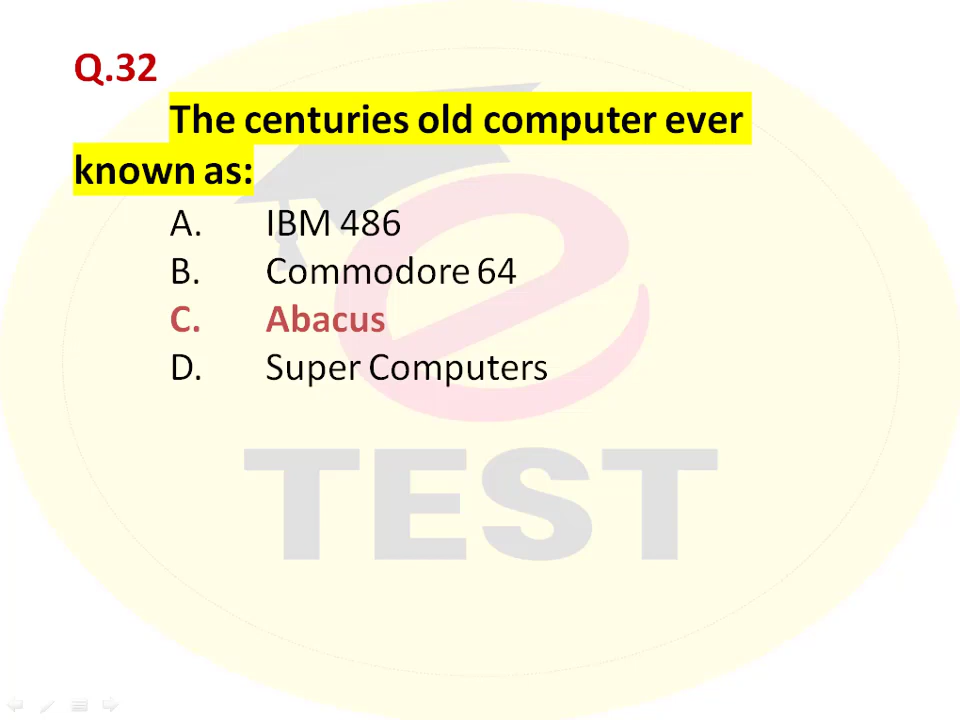 Q.32
The centuries old computer ever
known as:
A. IBM 486
B. Commodore 64
C. Abacus
D. Super Computers
e
TEST